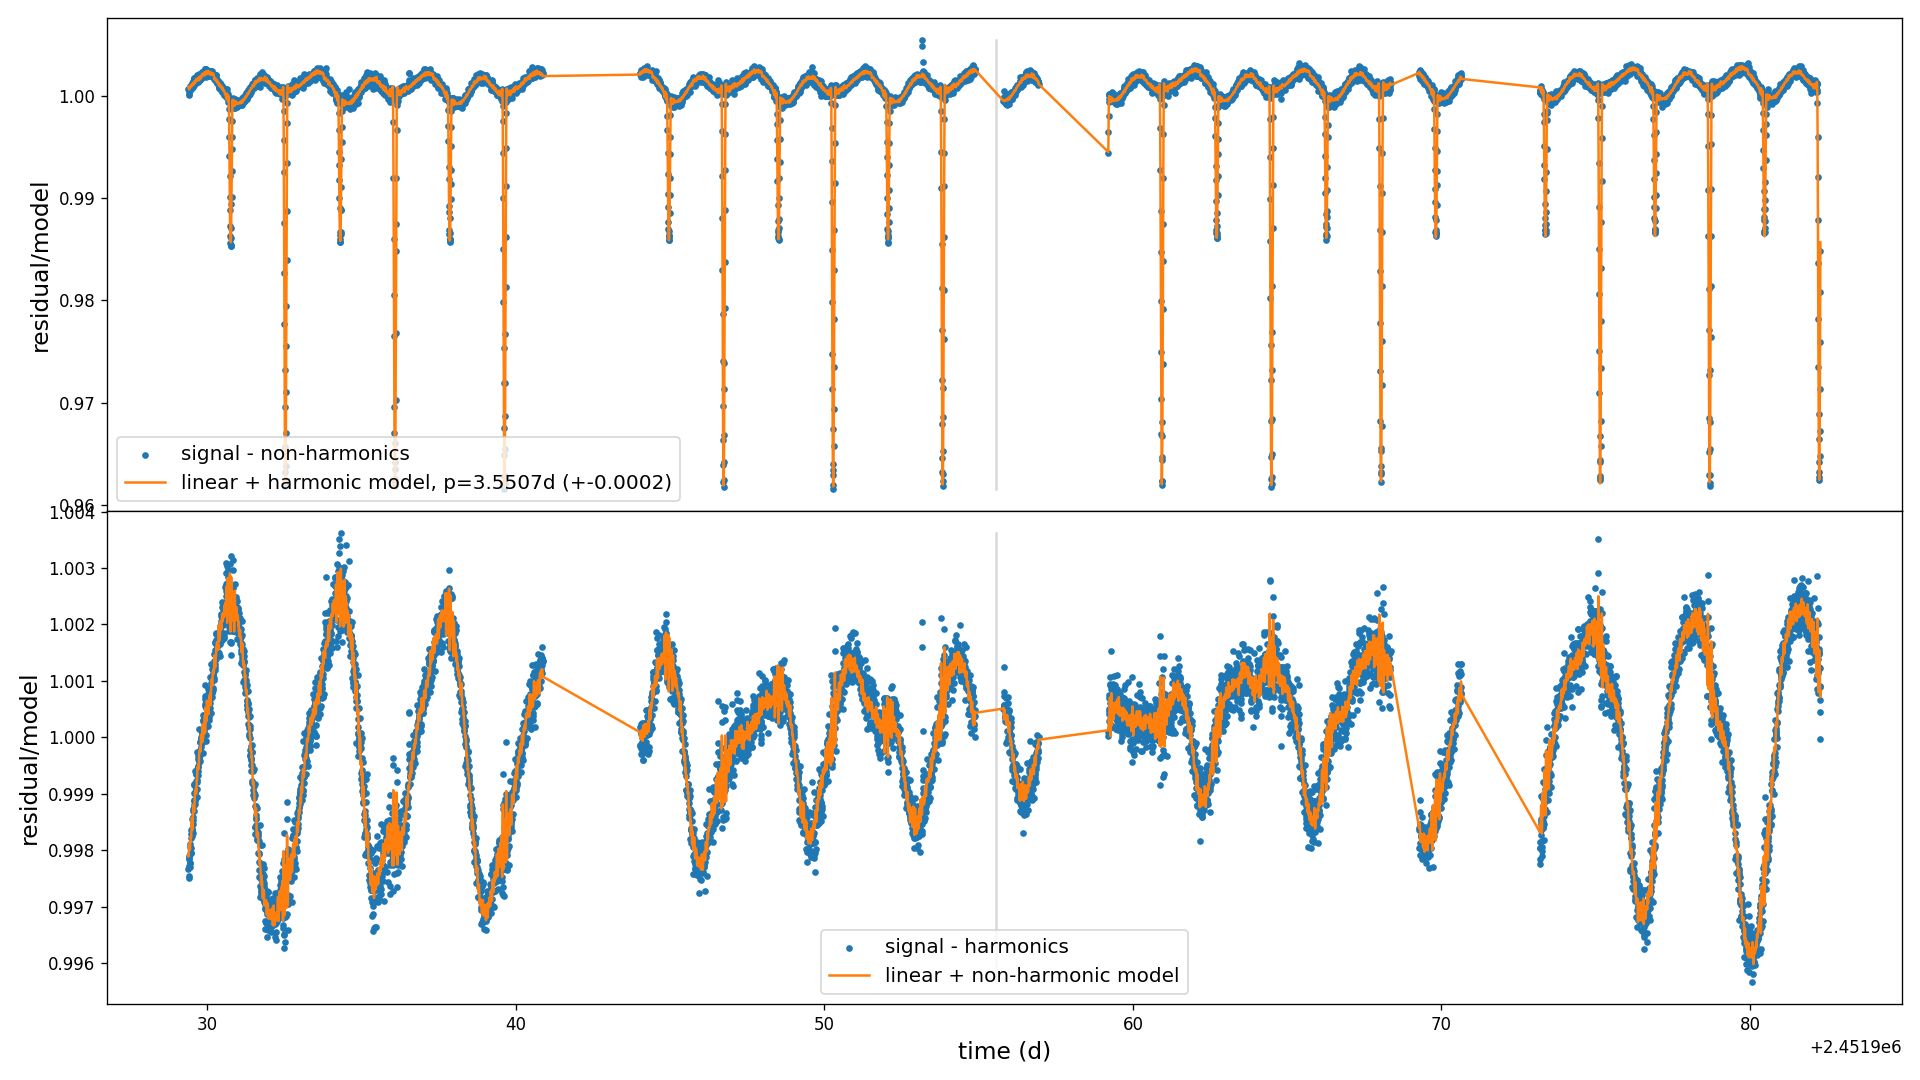 1.00
0.99
0.98
0.97
0.96
residual/model
signal - non-harmonics
linear + harmonic model, p=3.5507d (+-0.0002)
1.004
1.003
1.002
1.001
1.000
0.999
0.998
0.997
0.996
residual/model
signal - harmonics
linear + non-harmonic model
30
40
50
60
70
80
time (d)
+2.4519e6